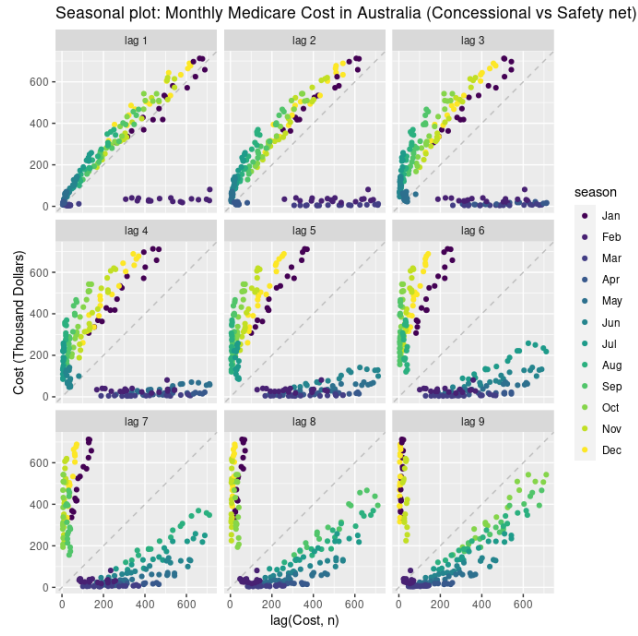 Seasonal plot: Monthly Medicare Cost in Australia (Concessional vs Safety net)
lag 1
lag 2
lag 3
600
400
200
0
lag 4
lag 5
lag 6
600
400
200
0
lag 7
lag 8
lag 9
600
400
200
0
0 200 400 600
0 200 400 600
0 200 400 600
Cost (Thousand Dollars)
lag(Cost, n)
season
Jan
Feb
Mar
Apr
May
Jun
Jul
Aug
Sep
Oct
Nov
Dec